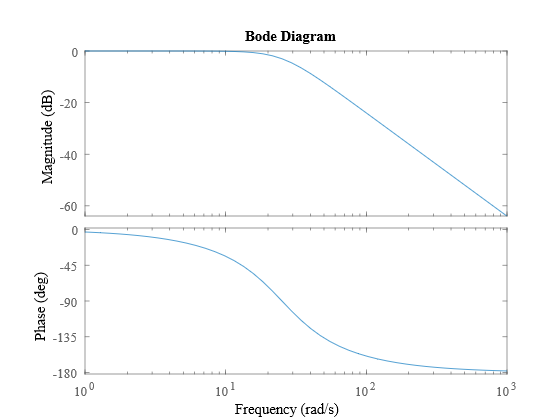 Bode Diagram
Magnitude (dB)
0
-20
-40
-60
Phase (deg)
0
-45
-90
-135
-180
10^0 10^1 10^2 10^3
Frequency (rad/s)